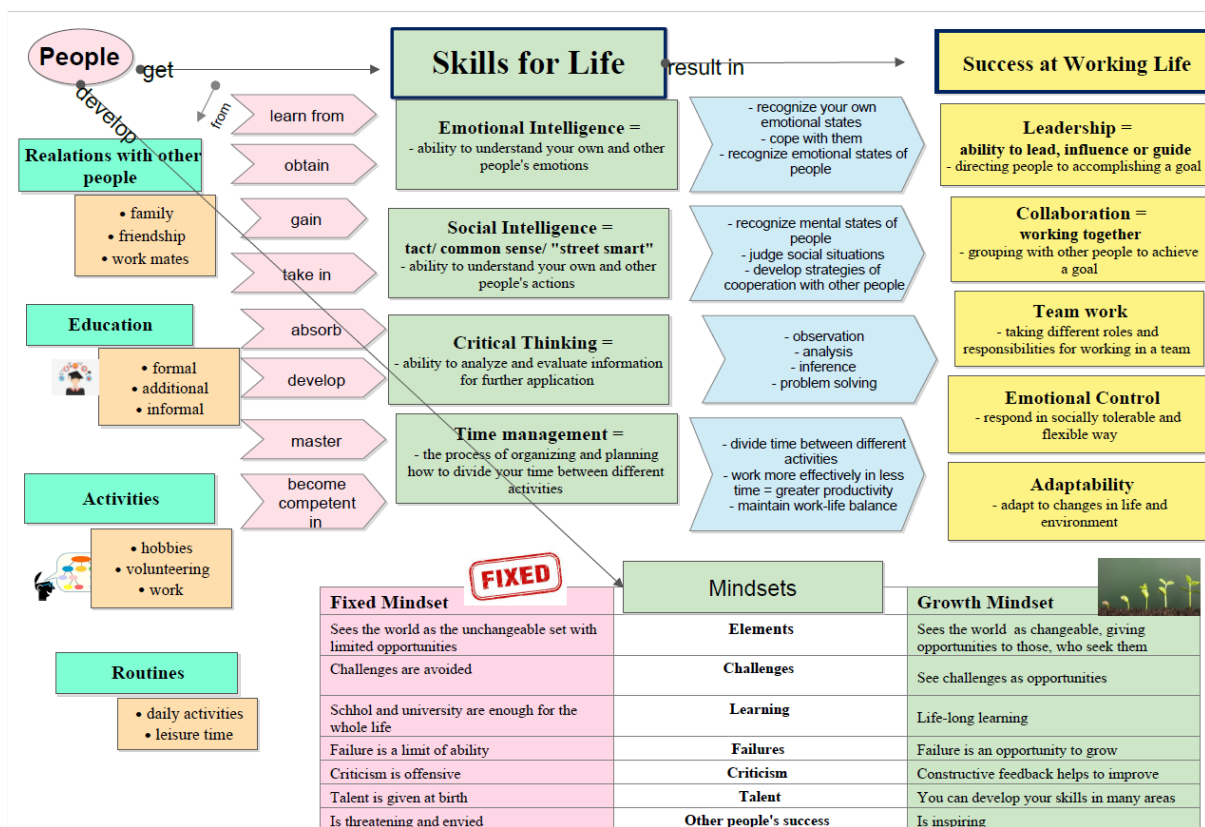 People
get
Skills for Life
result in
Success at Working Life
develop
from
Realations with other
people
• family
• friendship
• work mates
Education
• formal
• additional
• informal
Activities
• hobbies
• volunteering
• work
Routines
• daily activities
• leisure time
learn from
obtain
gain
take in
absorb
develop
master
become
competent
in
Emotional Intelligence =
- ability to understand your own and other
people's emotions
Social Intelligence =
tact/ common sense/ "street smart"
- ability to understand your own and other
people's actions
Critical Thinking =
- ability to analyze and evaluate information
for further application
Time management =
- the process of organizing and planning
how to divide your time between different
activities
- recognize your own
emotional states
- cope with them
- recognize emotional states of
people
- recognize mental states of
people
- judge social situations
- develop strategies of
cooperation with other people
- observation
- analysis
- inference
- problem solving
- divide time between different
activities
- work more effectively in less
time = greater productivity
- maintain work-life balance
Leadership =
ability to lead, influence or guide
- directing people to accomplishing a goal
Collaboration =
working together
- grouping with other people to achieve
a goal
Team work
- taking different roles and
responsibilities for working in a team
Emotional Control
- respond in socially tolerable and
flexible way
Adaptability
- adapt to changes in life and
environment
FIXED
Mindsets
Fixed Mindset
Growth Mindset
Sees the world as the unchangeable set with
limited opportunities
Elements
Sees the world as changeable, giving
opportunities to those, who seek them
Challenges are avoided
Challenges
See challenges as opportunities
Schhol and university are enough for the
whole life
Learning
Life-long learning
Failure is a limit of ability
Failures
Failure is an opportunity to grow
Criticism is offensive
Criticism
Constructive feedback helps to improve
Talent is given at birth
Talent
You can develop your skills in many areas
Is threatening and envied
Other people's success
Is inspiring